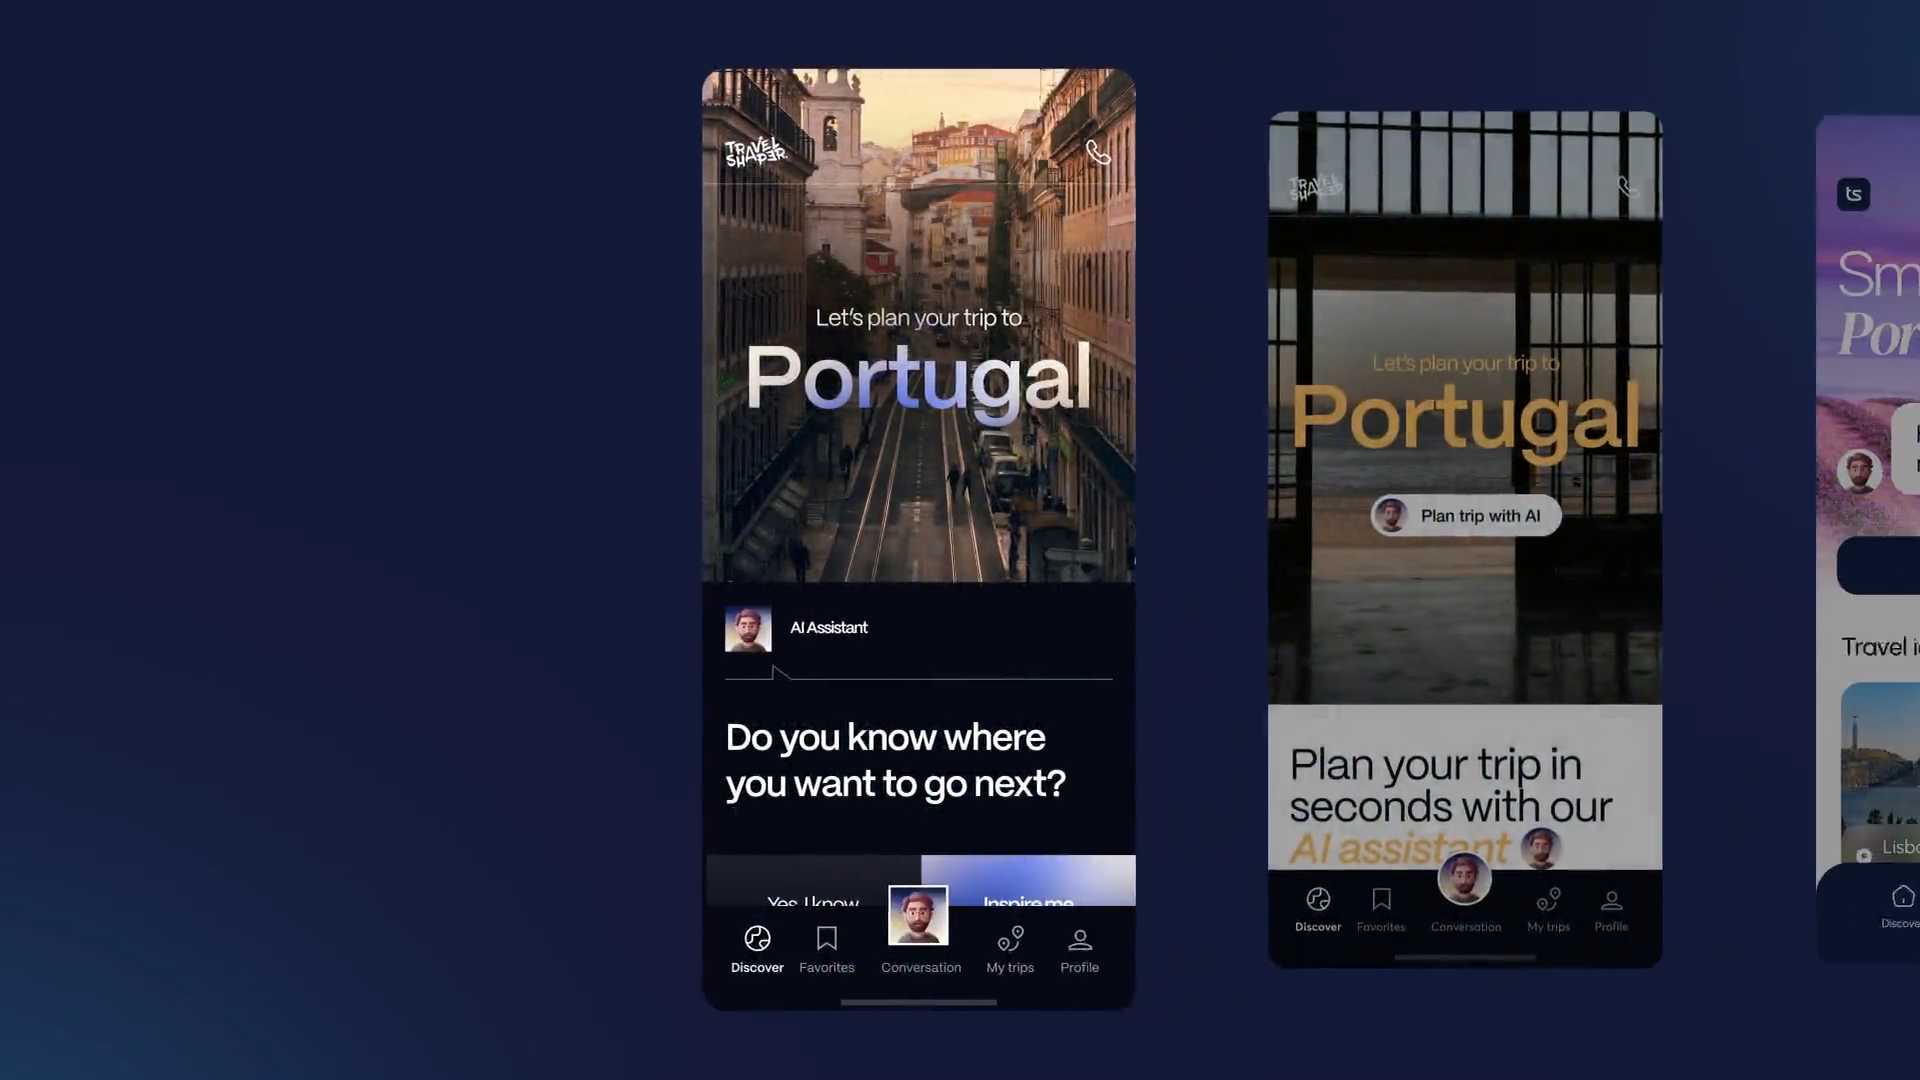 TRAVEL
SHAPER.
Let's plan your trip to
Portugal
AI Assistant
Do you know where
you want to go next?
Yes, I know
Inspire me
Discover
Favorites
Conversation
My trips
Profile
TRAVEL
SHAPER
Let's plan your trip to
Portugal
Plan trip with AI
Plan your trip in
seconds with our
AI assistant
Discover
Favorites
Conversation
My trips
Profile
ts
Sm
Por
Travel i
Lisbo
Discove